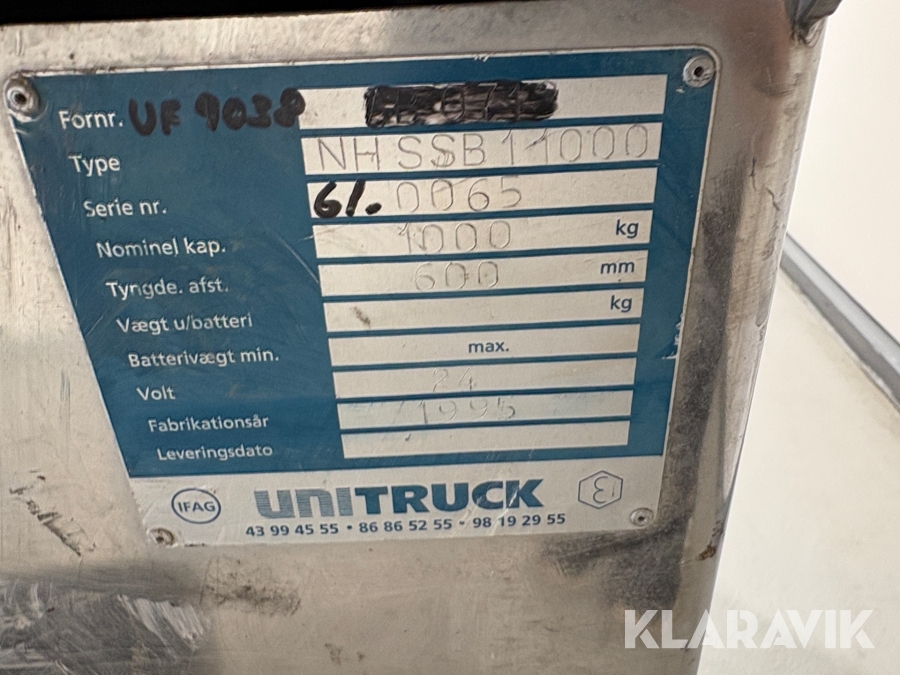 Fornr. UF 9038
Type NH SSB 11000
Serie nr. 61. 0065
Nominel kap. 1000 kg
Tyngde. afst. 600 mm
Vægt u/batteri kg
Batterivægt min. max.
Volt 24
Fabrikationsår 1995
Leveringsdato
IFAG UNITRUCK
43 99 45 55 • 86 86 52 55 • 98 19 29 55
KLARAVIK